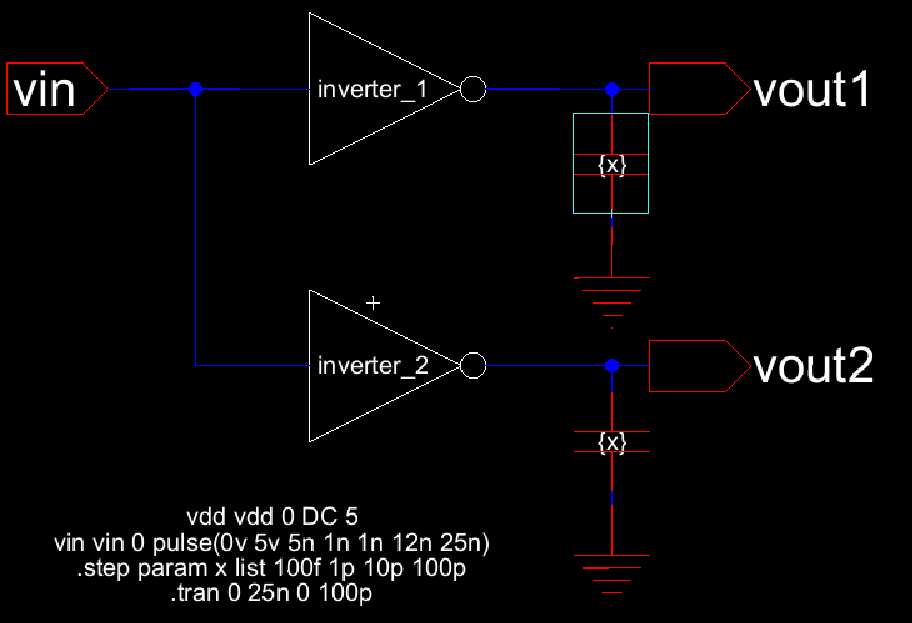 vin
inverter_1
vout1
{x}
inverter_2
vout2
{x}
vdd vdd 0 DC 5
vin vin 0 pulse(0v 5v 5n 1n 1n 12n 25n)
.step param x list 100f 1p 10p 100p
.tran 0 25n 0 100p